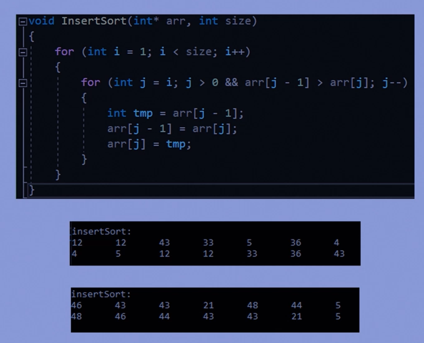 void InsertSort(int* arr, int size)
{
for (int i = 1; i < size; i++)
{
for (int j = i; j > 0 && arr[j - 1] > arr[j]; j--)
{
int tmp = arr[j - 1];
arr[j - 1] = arr[j];
arr[j] = tmp;
}
}
}
insertSort:
12 12 43 33 5 36 4
4 5 12 12 33 36 43
insertSort:
46 43 43 21 48 44 5
48 46 44 43 43 21 5